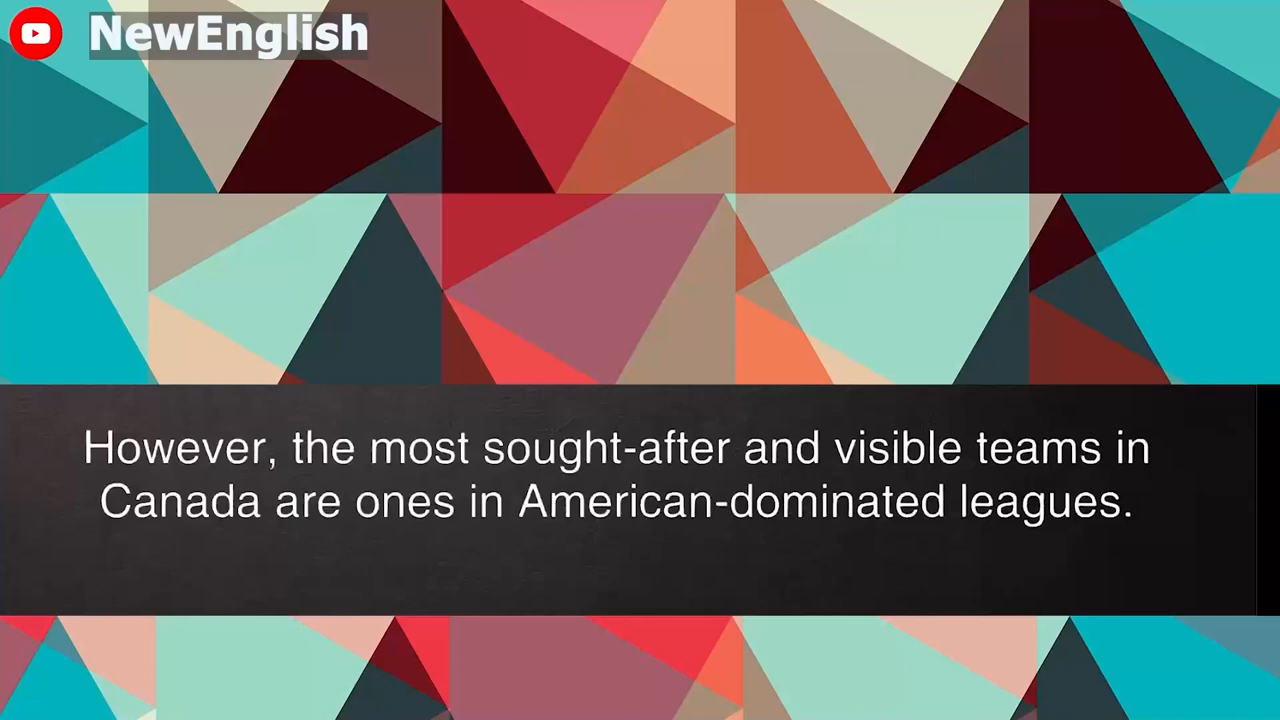 NewEnglish
However, the most sought-after and visible teams in
Canada are ones in American-dominated leagues.